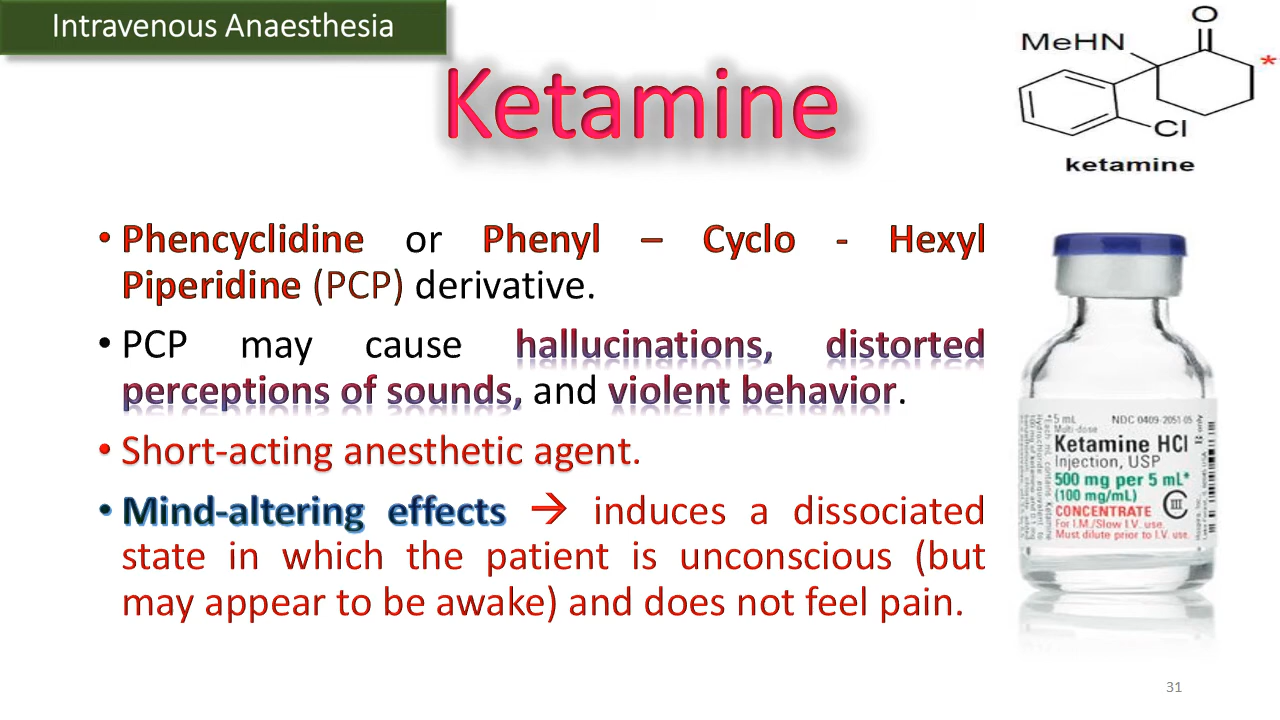 Intravenous Anaesthesia
Ketamine
O
MeHN
*
Cl
ketamine
• Phencyclidine or Phenyl – Cyclo - Hexyl
Piperidine (PCP) derivative.
• PCP may cause hallucinations, distorted
perceptions of sounds, and violent behavior.
• Short-acting anesthetic agent.
• Mind-altering effects → induces a dissociated
state in which the patient is unconscious (but
may appear to be awake) and does not feel pain.
5 mL NDC 0409-2051-05
Multi-dose
Ketamine HCl
Injection, USP
500 mg per 5 mL*
(100 mg/mL)
CIII
CONCENTRATE
For I.M./Slow I.V. use.
Must dilute prior to I.V. use.
31